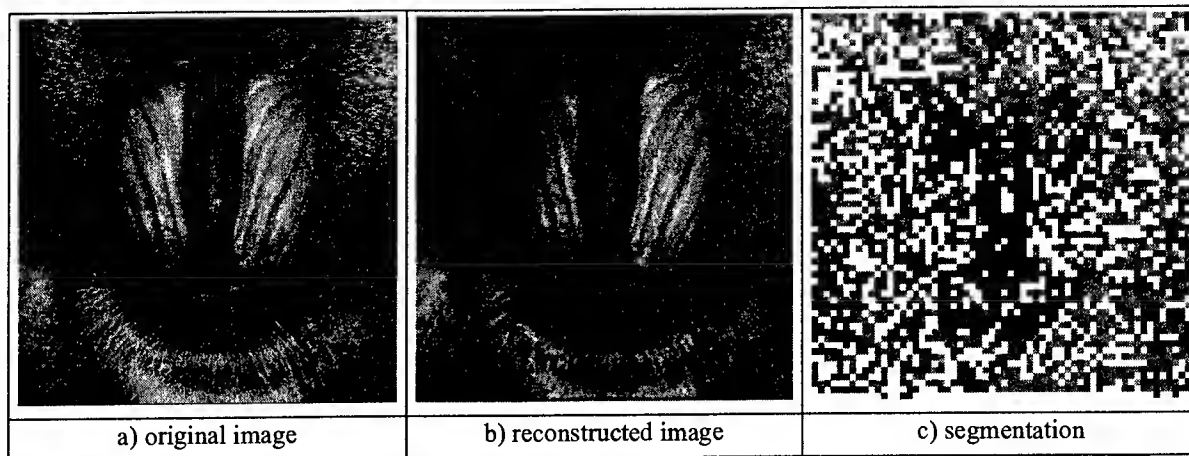 a) original image
b) reconstructed image
c) segmentation